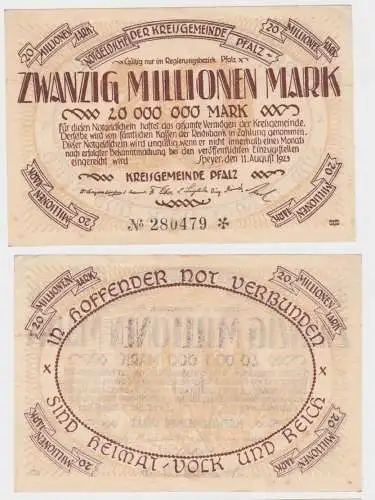 20 MILLIONEN MARK
NOTGELDSCHEIN DER KREISGEMEINDE PFALZ
Gültig nur im Regierungsbezirk Pfalz
20 MILLIONEN MARK
ZWANZIG MILLIONEN MARK
20 000 000 MARK
Für diesen Notgeldschein haftet das gesamte Vermögen der Kreisgemeinde.
Derselbe wird von sämtlichen Kassen der Reichsbank in Zahlung genommen.
Dieser Notgeldschein wird ungültig, wenn er nicht innerhalb eines Monats
nach erfolgter Bekanntmachung bei den veröffentlichten Einzugsstellen
eingereicht wird
Speyer, 11. August 1923
KREISGEMEINDE PFALZ
20 MILLIONEN MARK
№ 280479 *
20 MILLIONEN MARK
20 MILLIONEN MARK
IN HOFFENDER NOT VERBUNDEN
20 MILLIONEN MARK
ZWANZIG MILLIONEN MARK
20 000 000 MARK
20 MILLIONEN MARK
SIND HEIMAT-VOLK UND REICH
20 MILLIONEN MARK